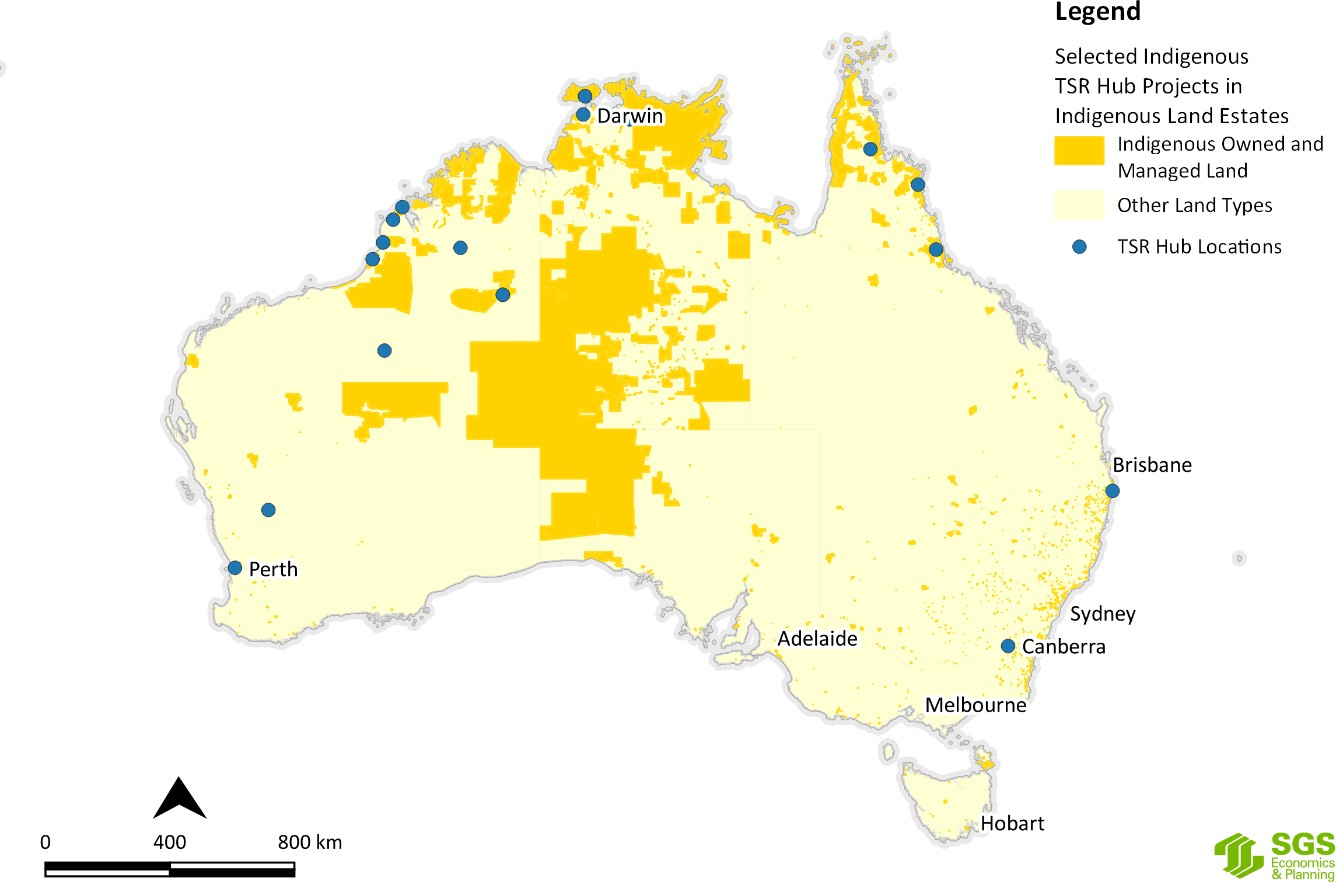 Legend
Selected Indigenous
TSR Hub Projects in
Indigenous Land Estates
Indigenous Owned and
Managed Land
Other Land Types
TSR Hub Locations
Darwin
Brisbane
Perth
Sydney
Adelaide
Canberra
Melbourne
Hobart
0 400 800 km
SGS
Economics
& Planning